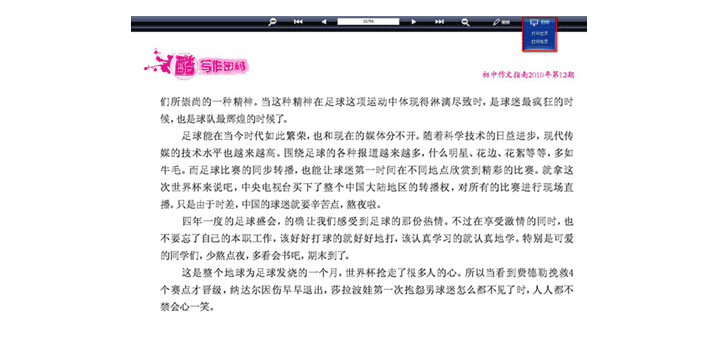 12/54
编辑
打印
打印本页
酷 写作密码
初中作文指南2010年第12期
们所崇尚的一种精神。当这种精神在足球这项运动中体现得淋漓尽致时，是球迷最疯狂的时
候，也是球队最辉煌的时候了。
足球能在当今时代如此繁荣，也和现在的媒体分不开。随着科学技术的日益进步，现代传
媒的技术水平也越来越高。围绕足球的各种报道越来越多，什么明星、花边、花絮等等，多如
牛毛。而足球比赛的同步转播，也能让球迷第一时间在不同地点欣赏到精彩的比赛。就拿这
次世界杯来说吧，中央电视台买下了整个中国大陆地区的转播权，对所有的比赛进行现场直
播。只是由于时差，中国的球迷就要辛苦点，熬夜啦。
四年一度的足球盛会，的确让我们感受到足球的那份热情。不过在享受激情的同时，也
不要忘了自己的本职工作，该好好打球的就好好地打，该认真学习的就认真地学。特别是可爱
的同学们，少熬点夜，多看会书吧，期末到了。
这是整个地球为足球发烧的一个月，世界杯抢走了很多人的心。所以当看到费德勒挽救4
个赛点才晋级，纳达尔因伤早早退出，莎拉波娃第一次抱怨男球迷怎么都不见了时，人人都不
禁会心一笑。